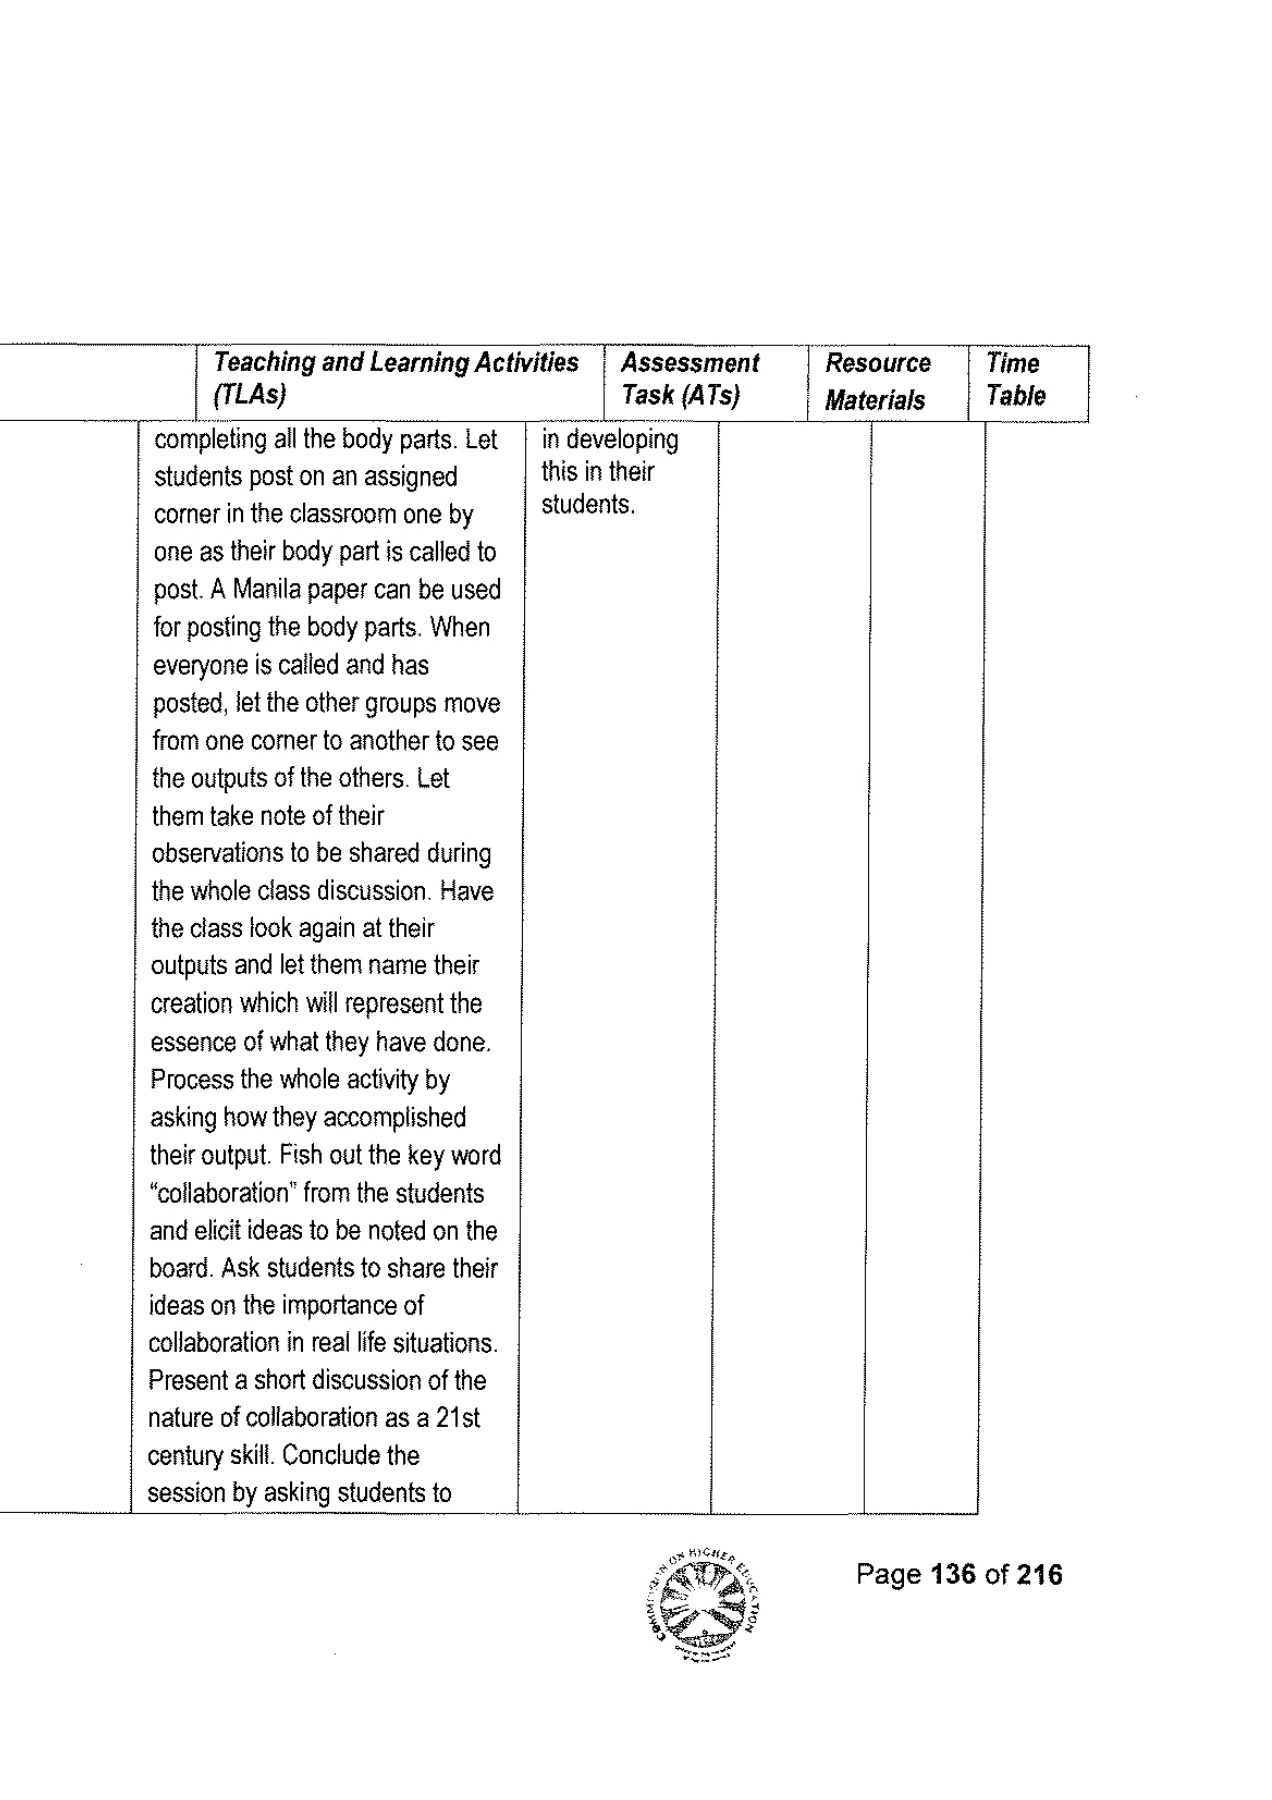 Teaching and Learning Activities
(TLAs)
Assessment
Task (ATs)
Resource
Materials
Time
Table
completing all the body parts. Let
students post on an assigned
corner in the classroom one by
one as their body part is called to
post. A Manila paper can be used
for posting the body parts. When
everyone is called and has
posted, let the other groups move
from one corner to another to see
the outputs of the others. Let
them take note of their
observations to be shared during
the whole class discussion. Have
the class look again at their
outputs and let them name their
creation which will represent the
essence of what they have done.
Process the whole activity by
asking how they accomplished
their output. Fish out the key word
“collaboration” from the students
and elicit ideas to be noted on the
board. Ask students to share their
ideas on the importance of
collaboration in real life situations.
Present a short discussion of the
nature of collaboration as a 21st
century skill. Conclude the
session by asking students to
in developing
this in their
students.
COMMISSION ON HIGHER EDUCATION
Page 136 of 216